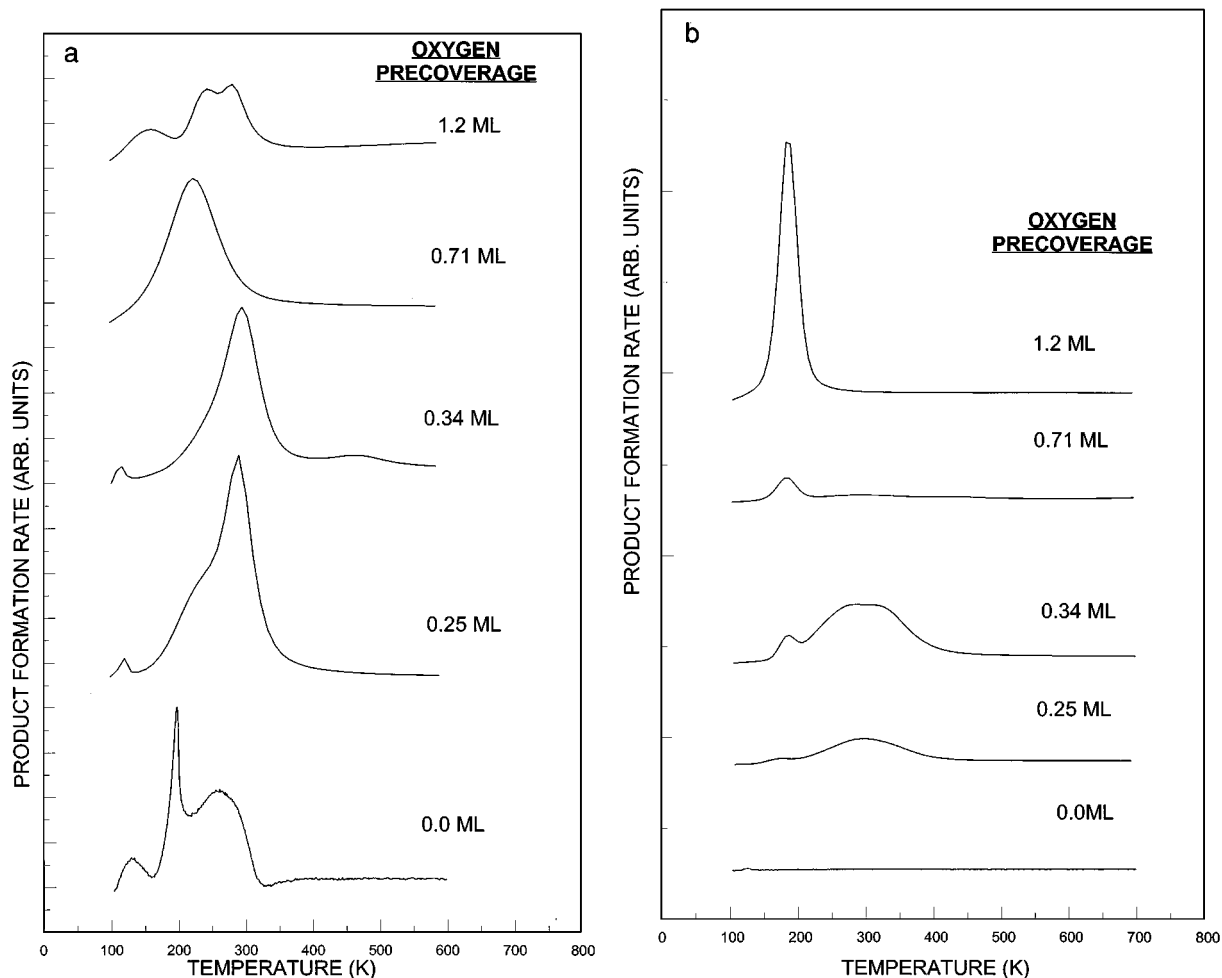 a
OXYGEN
PRECOVERAGE
1.2 ML
0.71 ML
0.34 ML
0.25 ML
0.0 ML
PRODUCT FORMATION RATE (ARB. UNITS)
0 100 200 300 400 500 600 700 800
TEMPERATURE (K)
b
OXYGEN
PRECOVERAGE
1.2 ML
0.71 ML
0.34 ML
0.25 ML
0.0ML
PRODUCT FORMATION RATE (ARB. UNITS)
0 100 200 300 400 500 600 700 800
TEMPERATURE (K)